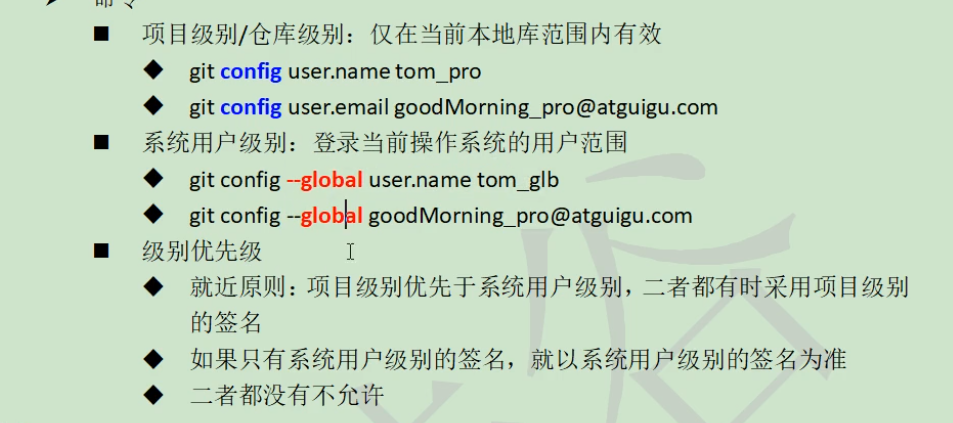 命令
项目级别/仓库级别：仅在当前本地库范围内有效
git config user.name tom_pro
git config user.email goodMorning_pro@atguigu.com
系统用户级别：登录当前操作系统的用户范围
git config --global user.name tom_glb
git config --global goodMorning_pro@atguigu.com
级别优先级
就近原则：项目级别优先于系统用户级别，二者都有时采用项目级别
的签名
如果只有系统用户级别的签名，就以系统用户级别的签名为准
二者都没有不允许